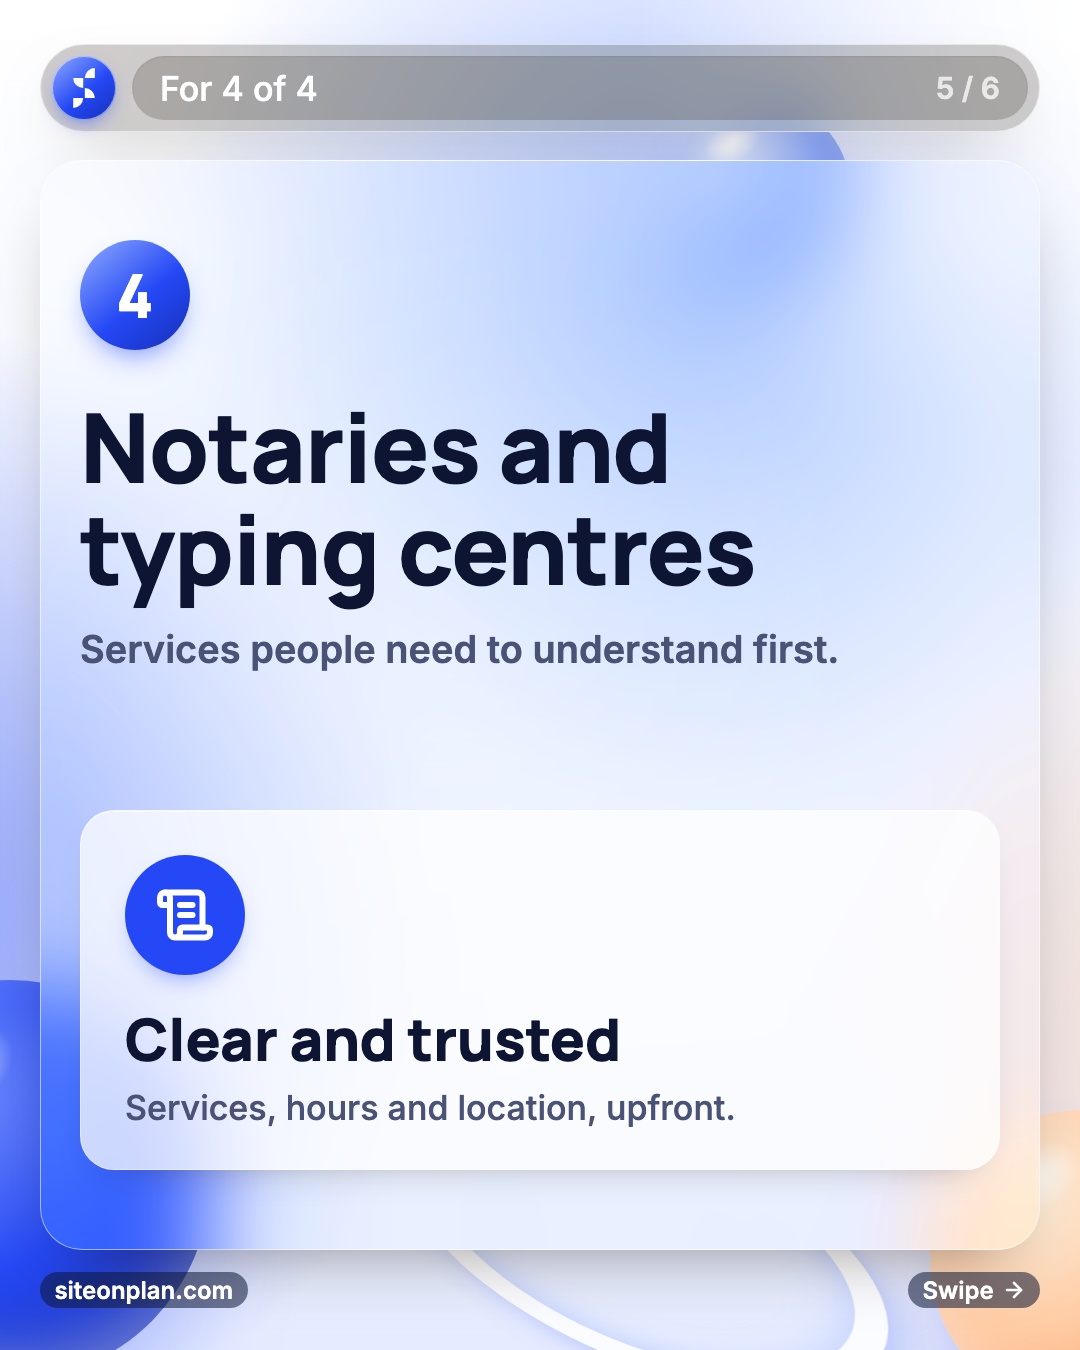 For 4 of 4
5 / 6
4
Notaries and
typing centres
Services people need to understand first.
Clear and trusted
Services, hours and location, upfront.
siteonplan.com
Swipe →